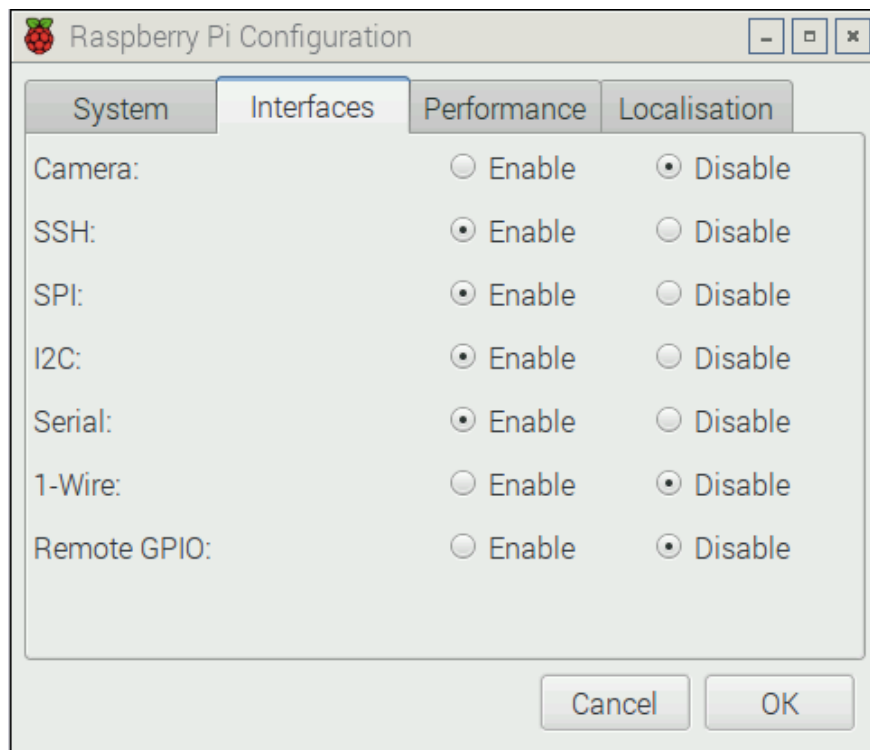 Raspberry Pi Configuration
System Interfaces Performance Localisation
Camera: Enable Disable
SSH: Enable Disable
SPI: Enable Disable
I2C: Enable Disable
Serial: Enable Disable
1-Wire: Enable Disable
Remote GPIO: Enable Disable
Cancel OK